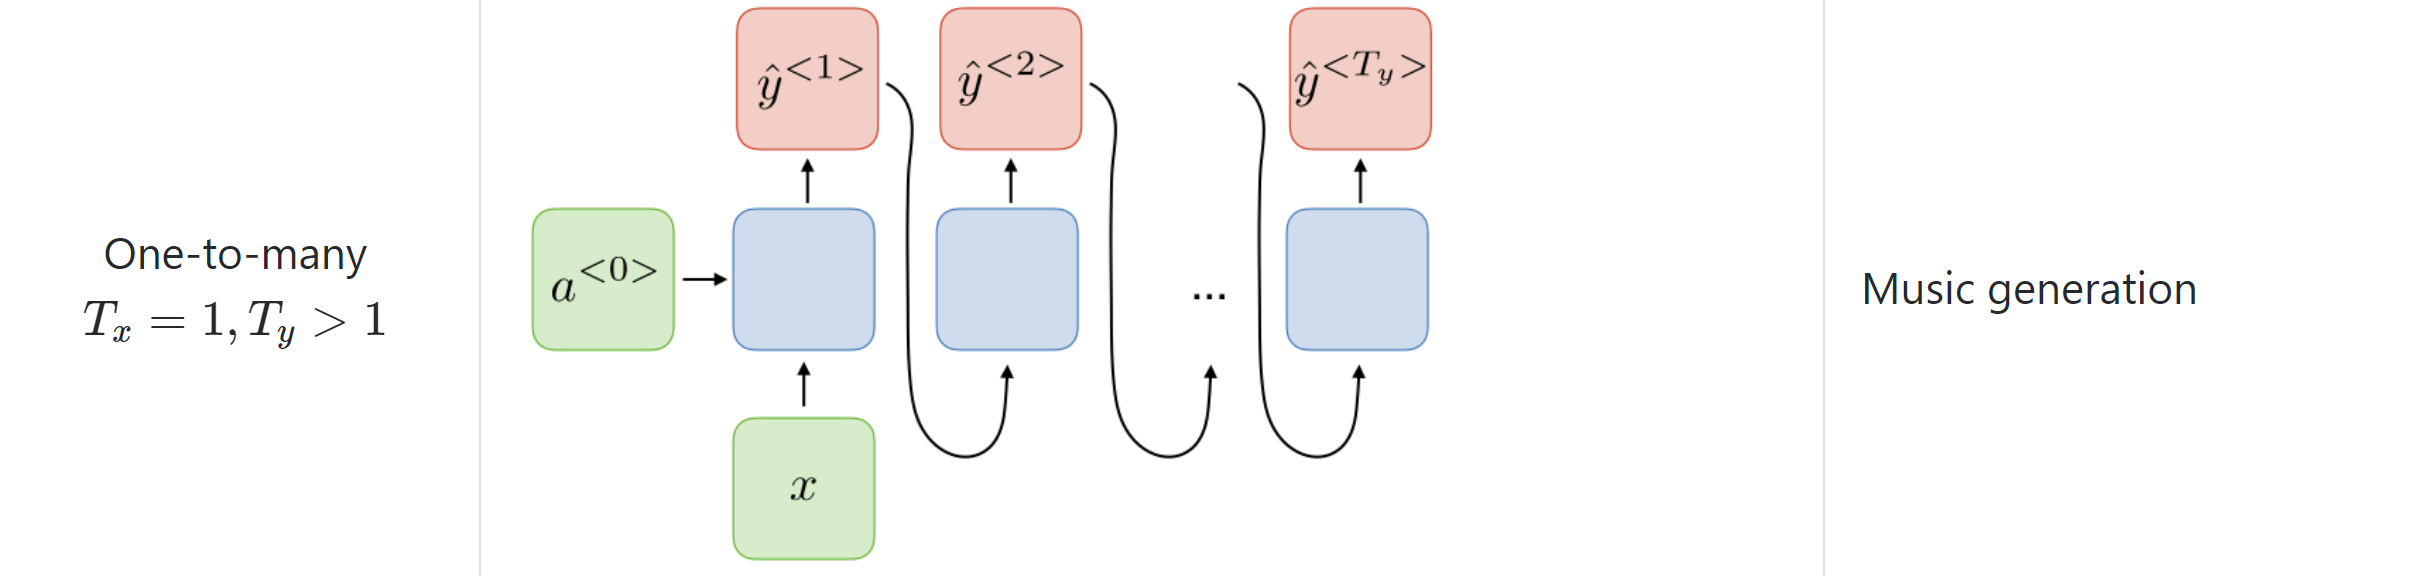 One-to-many
T_x = 1, T_y > 1
ŷ^{<1>}
ŷ^{<2>}
ŷ^{<T_y>}
a^{<0>}
...
x
Music generation